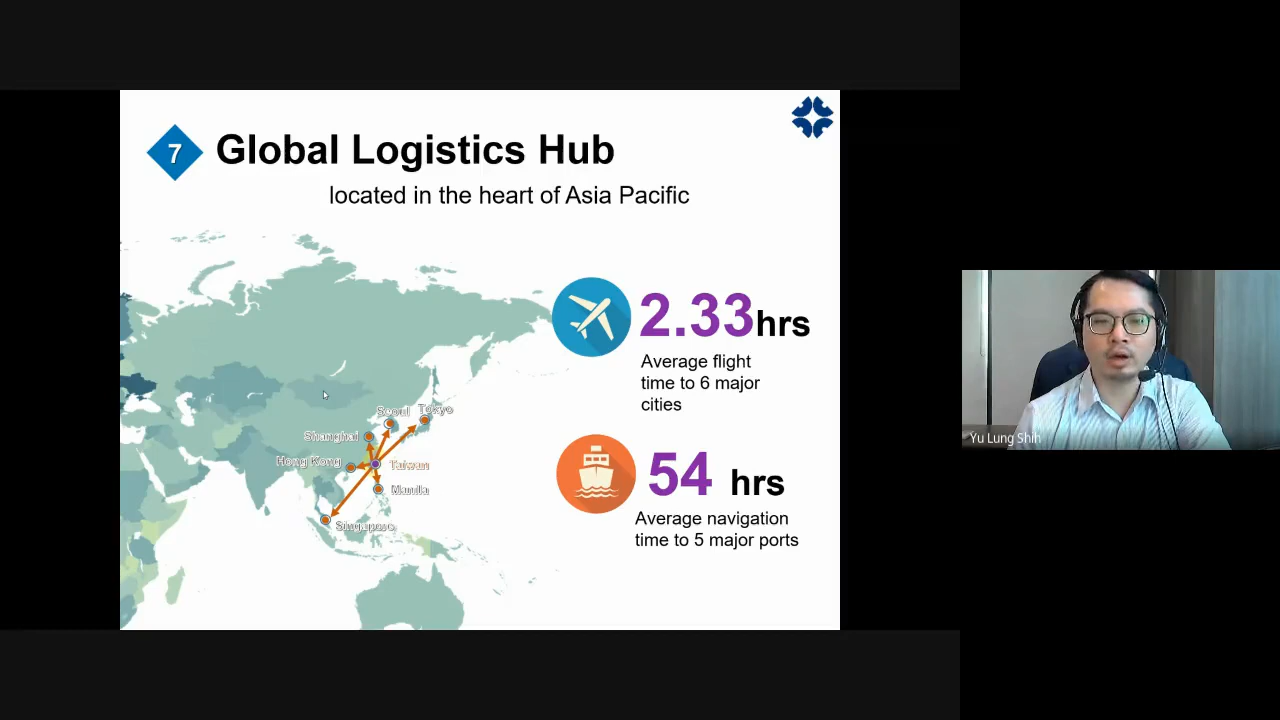 7
Global Logistics Hub
located in the heart of Asia Pacific
2.33hrs
Average flight
time to 6 major
cities
Seoul
Tokyo
Shanghai
Hong Kong
Taiwan
Manila
Singapore
54 hrs
Average navigation
time to 5 major ports
Yu Lung Shih